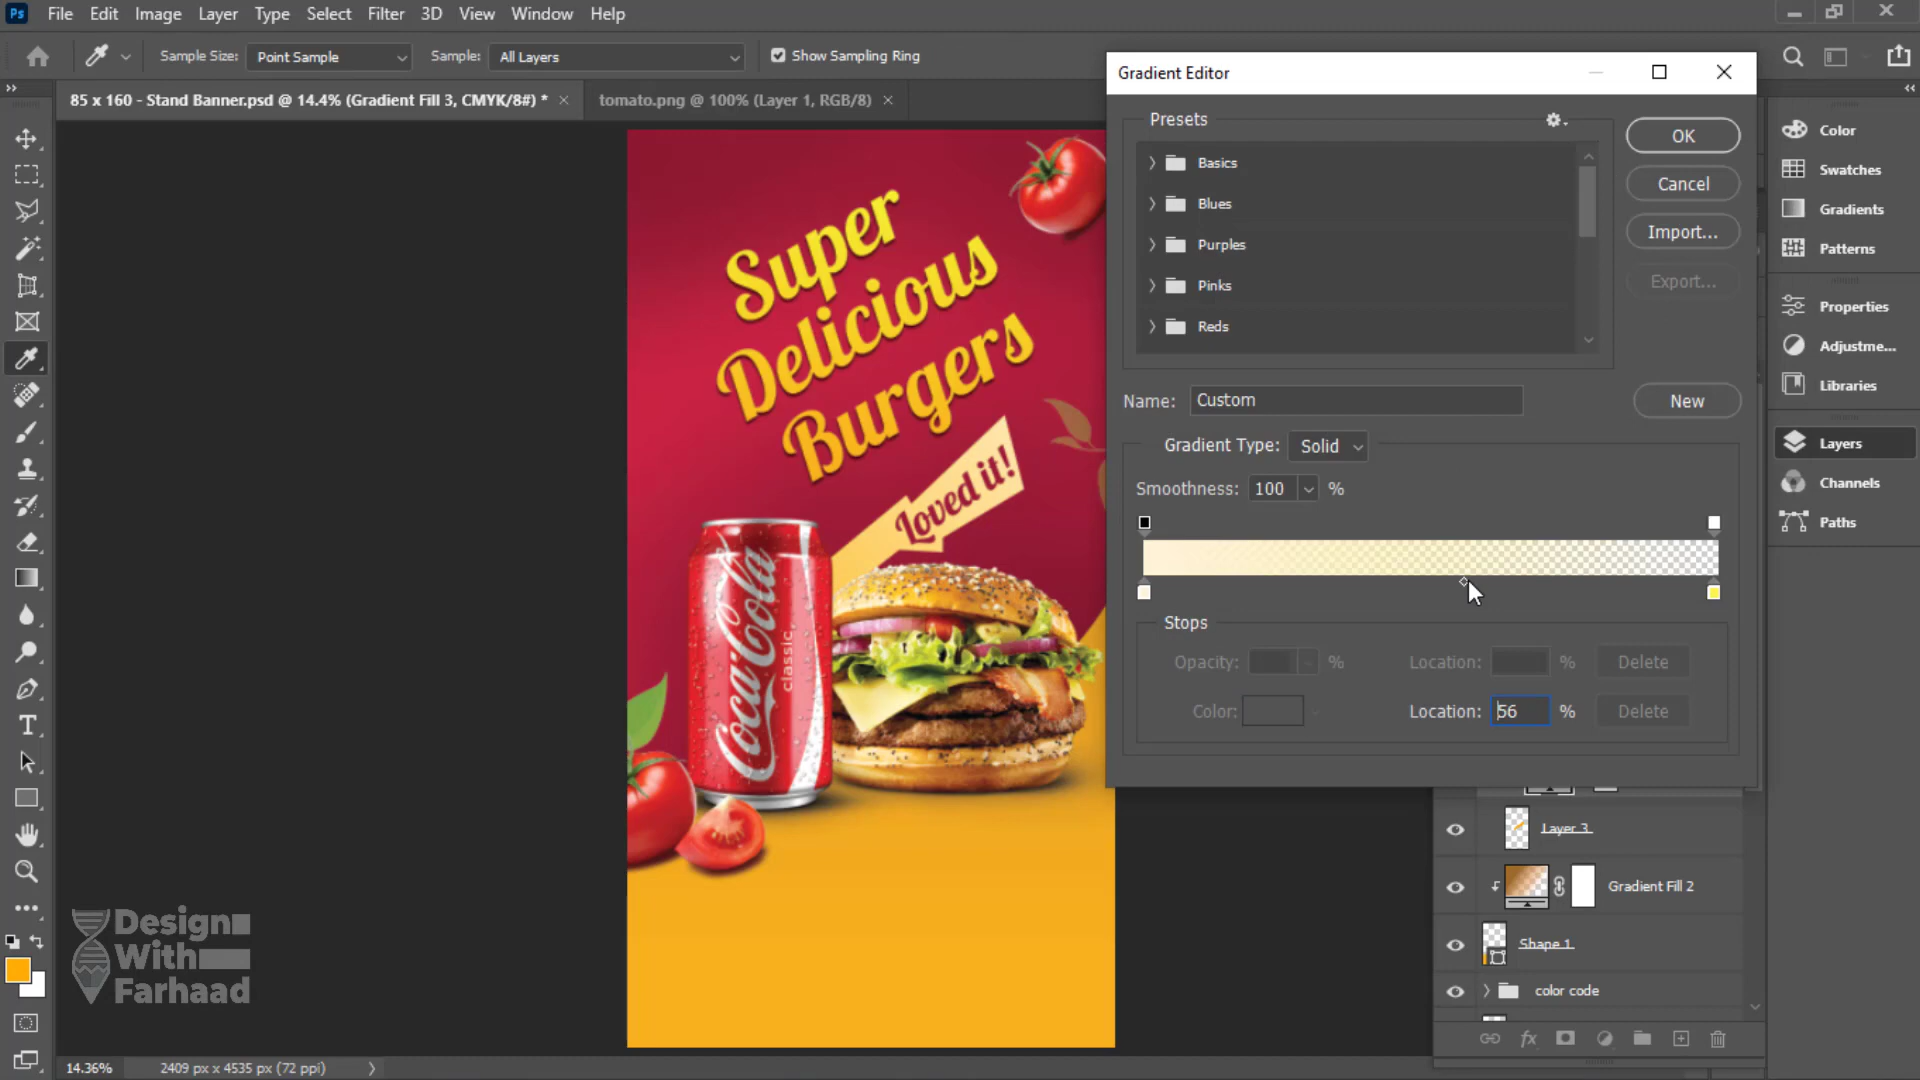 Ps File Edit Image Layer Type Select Filter 3D View Window Help
Sample Size: Point Sample Sample: All Layers Show Sampling Ring
85 x 160 - Stand Banner.psd @ 14.4% (Gradient Fill 3, CMYK/8#) *
tomato.png @ 100% (Layer 1, RGB/8)
Super
Delicious
Burgers
Loved it!
Coca-Cola
classic
Gradient Editor
Presets
Basics
Blues
Purples
Pinks
Reds
OK
Cancel
Import...
Export...
Name: Custom
New
Gradient Type: Solid
Smoothness: 100 %
Stops
Opacity: % Location: % Delete
Color: Location: 56 % Delete
Color
Swatches
Gradients
Patterns
Properties
Adjustme...
Libraries
Layers
Channels
Paths
Layer 3
Gradient Fill 2
Shape 1
color code
fx
T
Design
With
Farhaad
14.36% 2409 px x 4535 px (72 ppi)